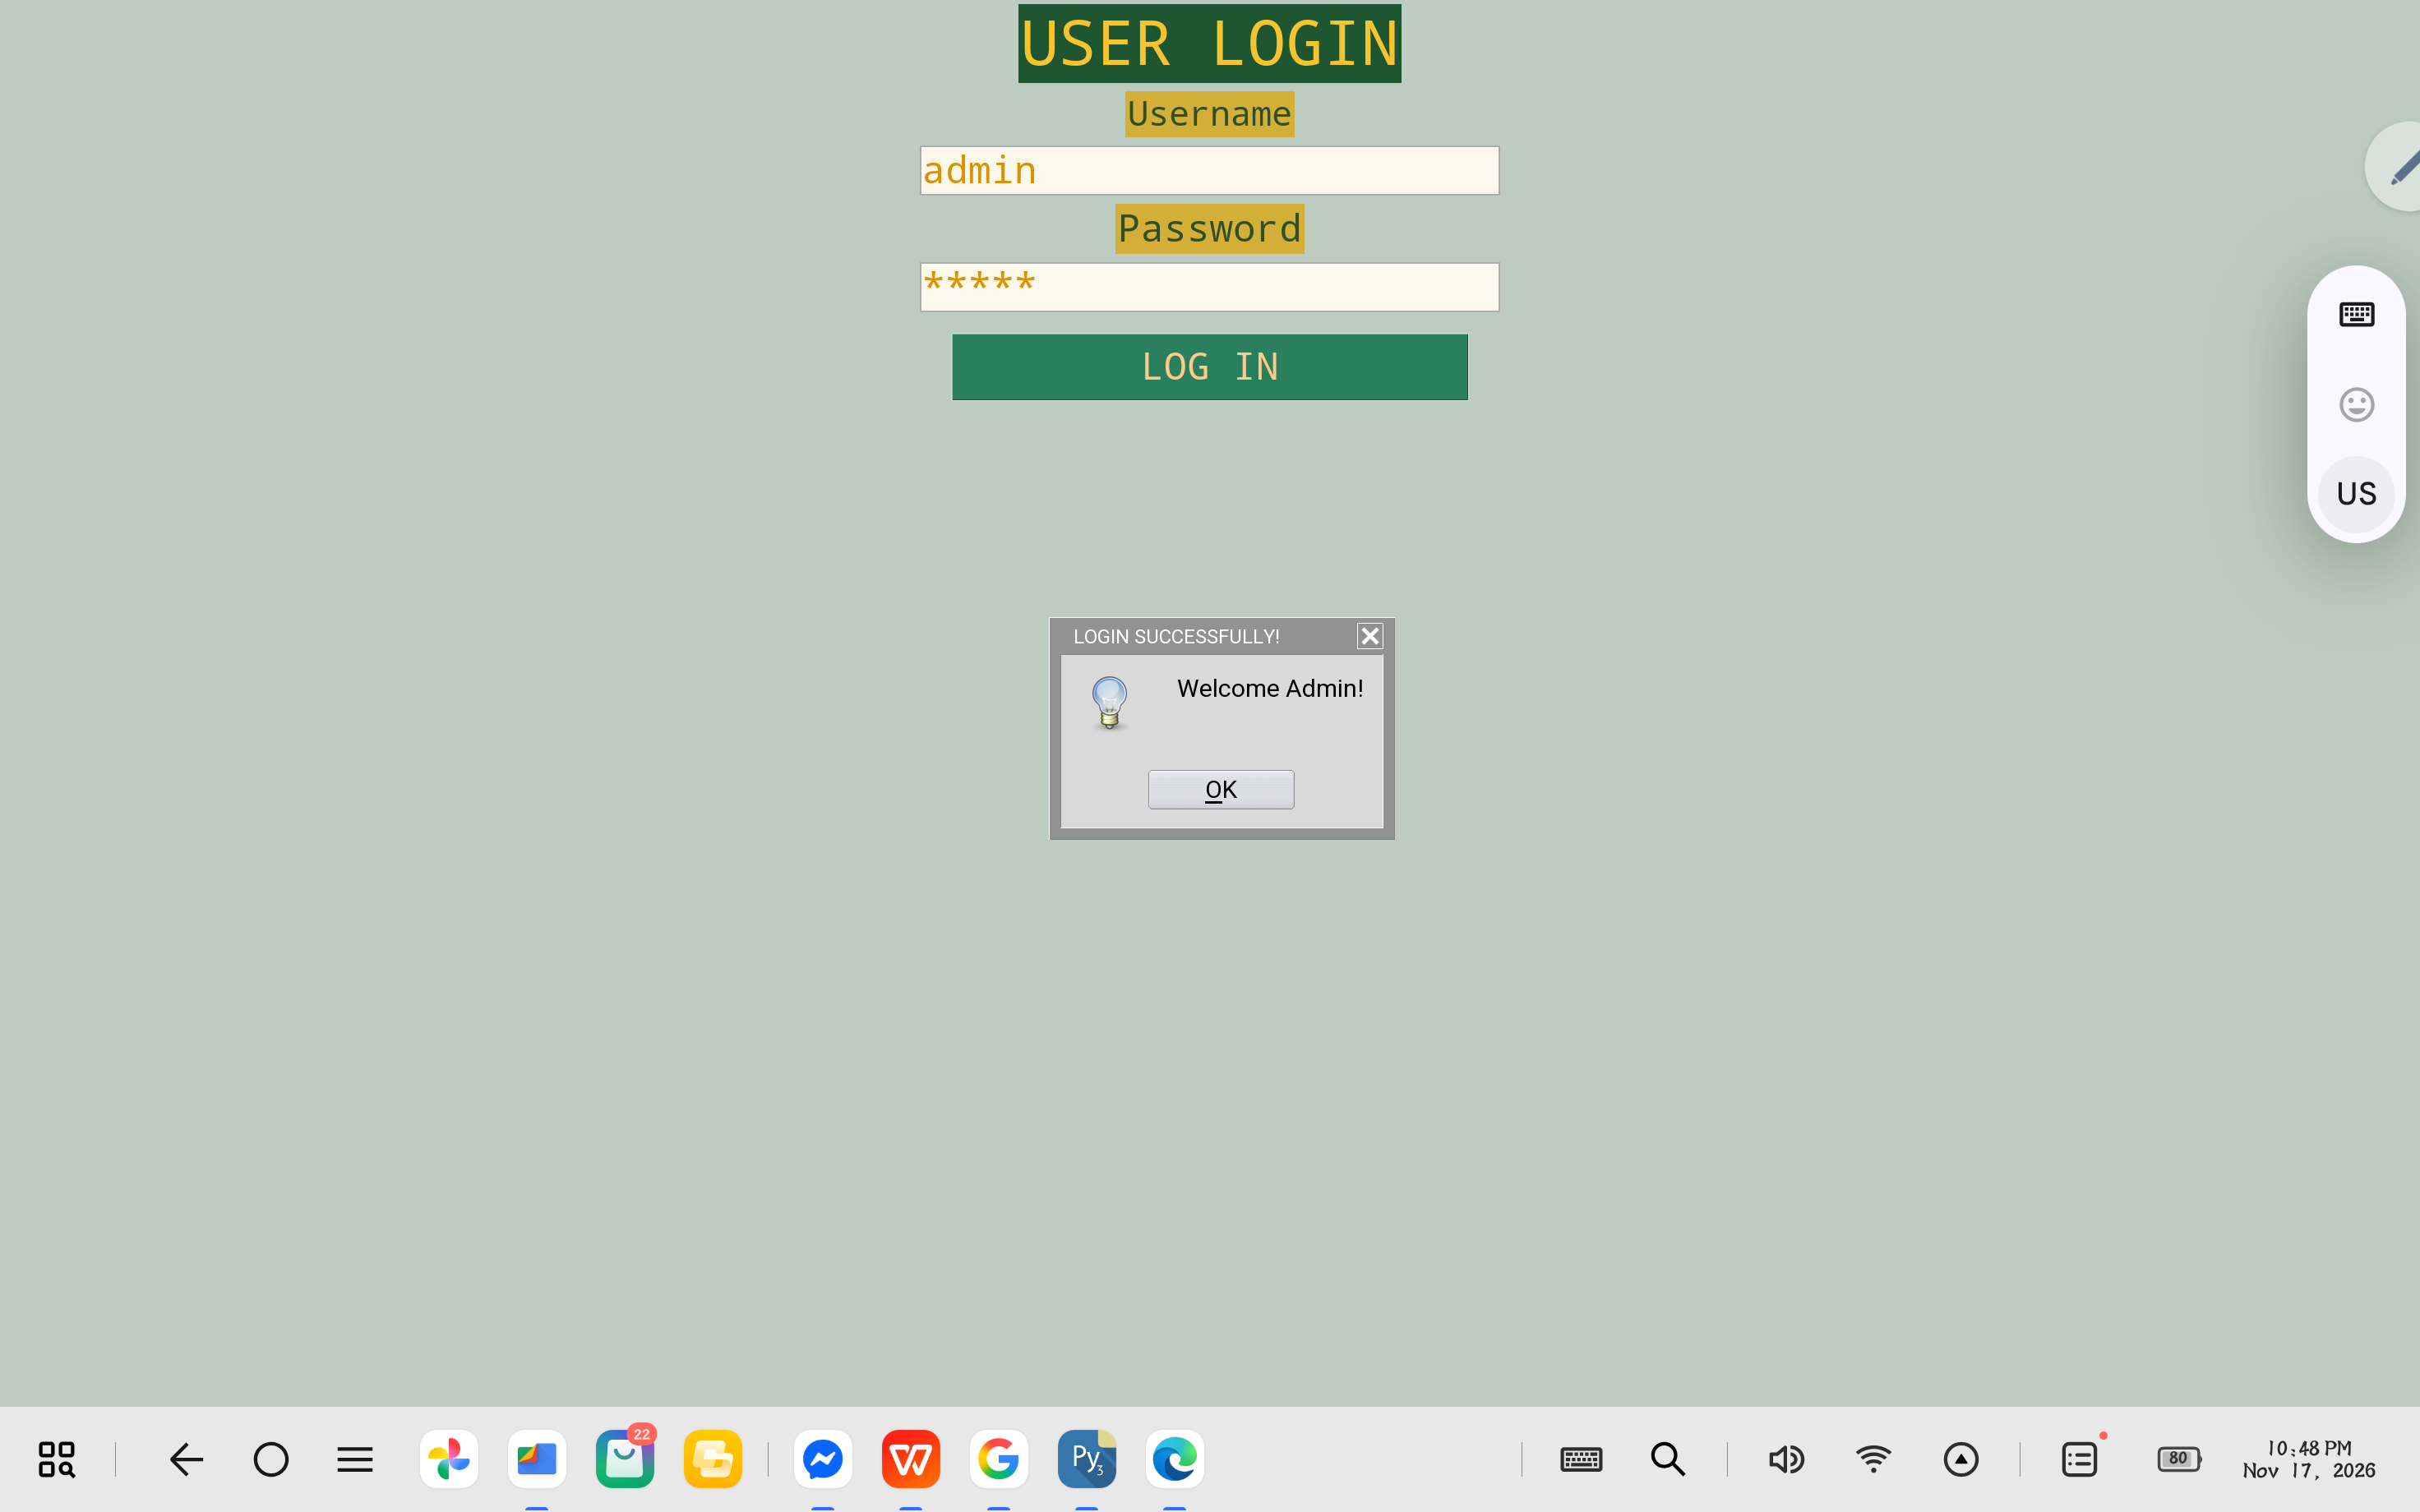 USER LOGIN
Username
admin
Password
*****
LOG IN
US
LOGIN SUCCESSFULLY!
Welcome Admin!
OK
22
Py3
80
10:48 PM
Nov 17, 2026